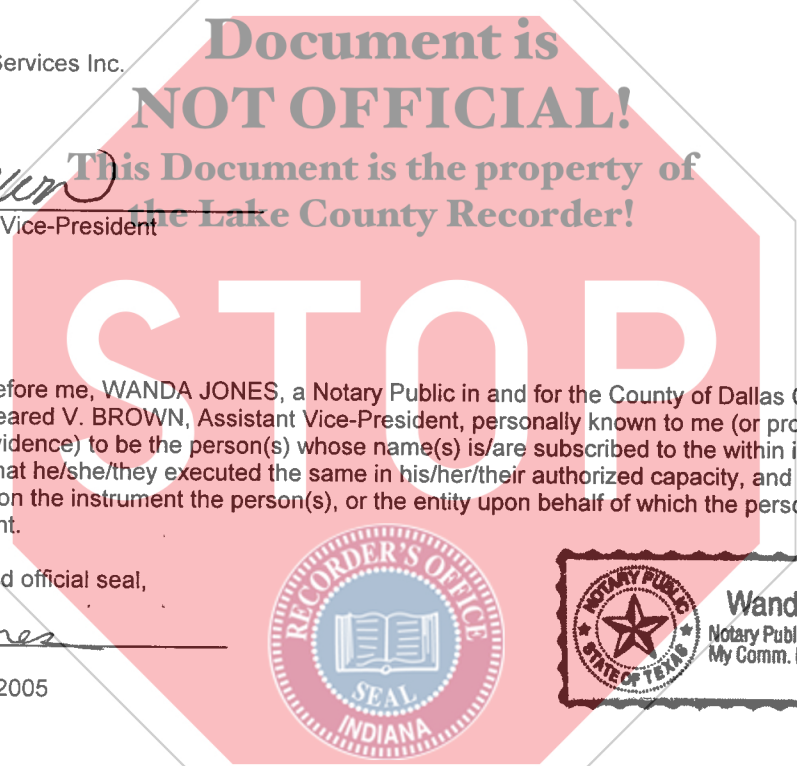 Document is
Services Inc.
NOT OFFICIAL!
This Document is the property of
the Lake County Recorder!
Vice-President
STOP
before me, WANDA JONES, a Notary Public in and for the County of Dallas
eared V. BROWN, Assistant Vice-President, personally known to me (or pro
vidence) to be the person(s) whose name(s) is/are subscribed to the within i
hat he/she/they executed the same in his/her/their authorized capacity, and
on the instrument the person(s), or the entity upon behalf of which the perso
nt.
d official seal,
2005
RECORDER'S OFFICE
SEAL
INDIANA
NOTARY PUBLIC
STATE OF TEXAS
Wand
Notary Publi
My Comm.